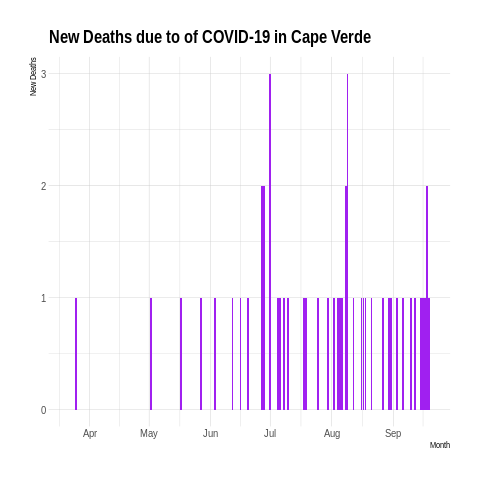 New Deaths due to of COVID-19 in Cape Verde
New Deaths
3
2
1
0
Apr May Jun Jul Aug Sep
Month